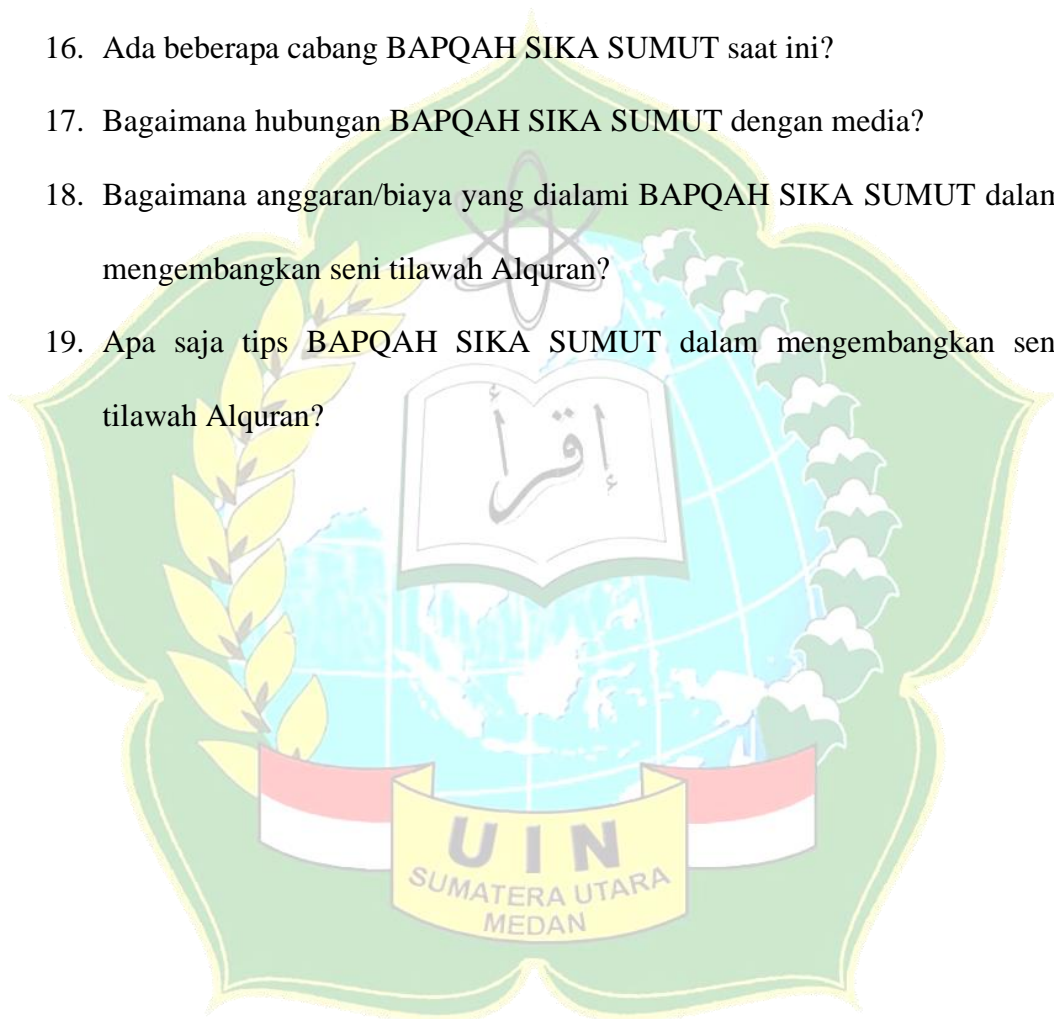 16. Ada beberapa cabang BAPQAH SIKA SUMUT saat ini?
17. Bagaimana hubungan BAPQAH SIKA SUMUT dengan media?
18. Bagaimana anggaran/biaya yang dialami BAPQAH SIKA SUMUT dalam
mengembangkan seni tilawah Alquran?
19. Apa saja tips BAPQAH SIKA SUMUT dalam mengembangkan sen
tilawah Alquran?
إقرأ
UIN
SUMATERA UTARA
MEDAN